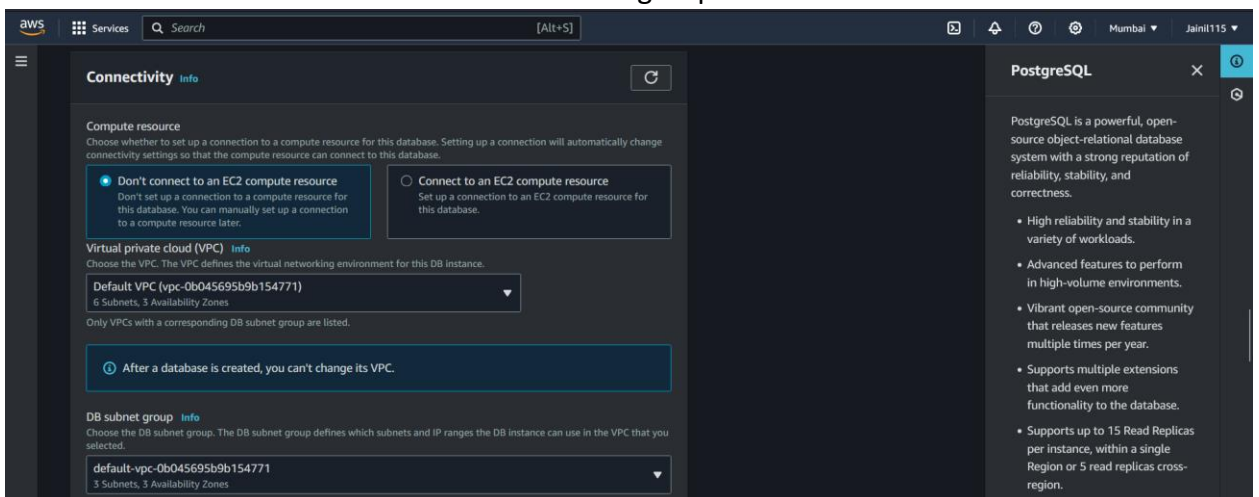 aws
Services
Search
[Alt+S]
Mumbai ▼
Jainil115 ▼
Connectivity Info
Compute resource
Choose whether to set up a connection to a compute resource for this database. Setting up a connection will automatically change
connectivity settings so that the compute resource can connect to this database.
Don't connect to an EC2 compute resource
Don't set up a connection to a compute resource for
this database. You can manually set up a connection
to a compute resource later.
Connect to an EC2 compute resource
Set up a connection to an EC2 compute resource for
this database.
Virtual private cloud (VPC) Info
Choose the VPC. The VPC defines the virtual networking environment for this DB instance.
Default VPC (vpc-0b045695b9b154771)
6 Subnets, 3 Availability Zones
Only VPCs with a corresponding DB subnet group are listed.
After a database is created, you can't change its VPC.
DB subnet group Info
Choose the DB subnet group. The DB subnet group defines which subnets and IP ranges the DB instance can use in the VPC that you
selected.
default-vpc-0b045695b9b154771
3 Subnets, 3 Availability Zones
PostgreSQL
PostgreSQL is a powerful, open-
source object-relational database
system with a strong reputation of
reliability, stability, and
correctness.
• High reliability and stability in a
variety of workloads.
• Advanced features to perform
in high-volume environments.
• Vibrant open-source community
that releases new features
multiple times per year.
• Supports multiple extensions
that add even more
functionality to the database.
• Supports up to 15 Read Replicas
per instance, within a single
Region or 5 read replicas cross-
region.